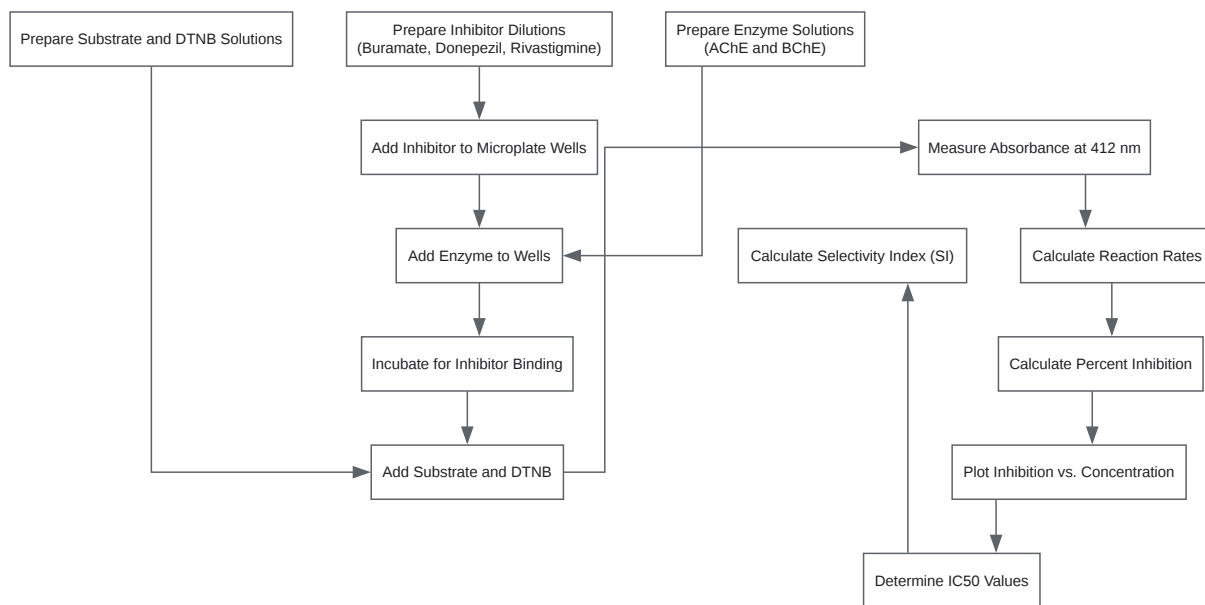 Prepare Substrate and DTNB Solutions
Prepare Inhibitor Dilutions
(Buramate, Donepezil, Rivastigmine)
Prepare Enzyme Solutions
(AChE and BChE)
Add Inhibitor to Microplate Wells
Measure Absorbance at 412 nm
Add Enzyme to Wells
Calculate Selectivity Index (SI)
Calculate Reaction Rates
Incubate for Inhibitor Binding
Calculate Percent Inhibition
Add Substrate and DTNB
Plot Inhibition vs. Concentration
Determine IC50 Values